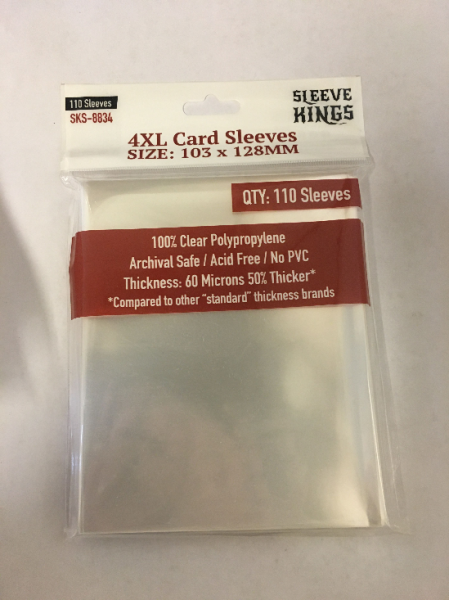 110 Sleeves
SKS-8834
SLEEVE
KINGS
4XL Card Sleeves
SIZE: 103 x 128MM
QTY: 110 Sleeves
100% Clear Polypropylene
Archival Safe / Acid Free / No PVC
Thickness: 60 Microns 50% Thicker*
*Compared to other "standard" thickness brands